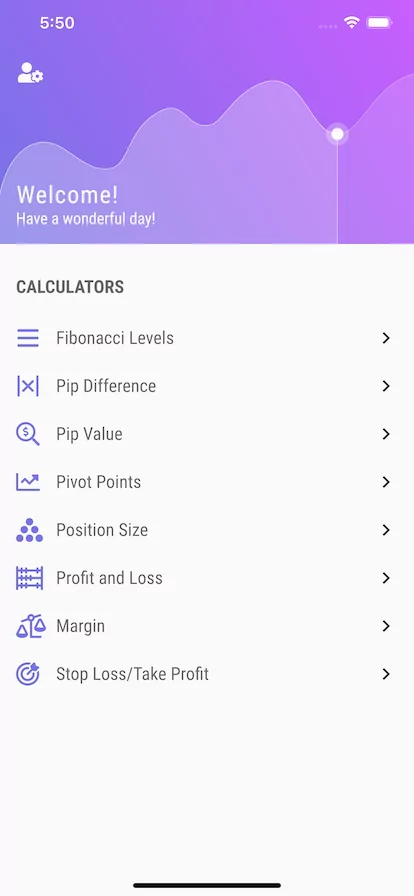 5:50
Welcome!
Have a wonderful day!
CALCULATORS
Fibonacci Levels
Pip Difference
Pip Value
Pivot Points
Position Size
Profit and Loss
Margin
Stop Loss/Take Profit